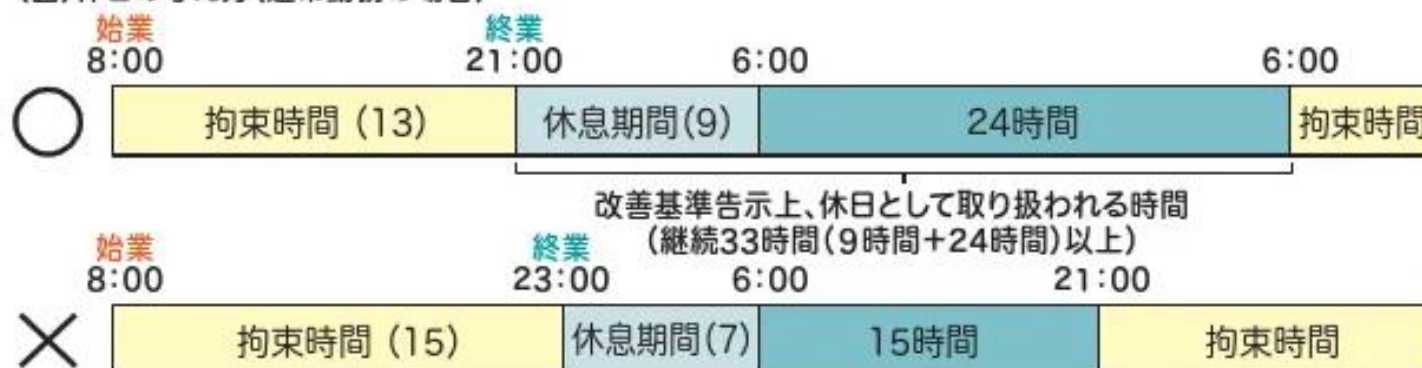 始業 終業
8:00 21:00 6:00 6:00
拘束時間(13) 休息期間(9) 24時間 拘束時間
改善基準告示上、休日として取り扱われる時間
(継続33時間(9時間+24時間)以上)
始業 終業
8:00 23:00 6:00 21:00
拘束時間(15) 休息期間(7) 15時間 拘束時間